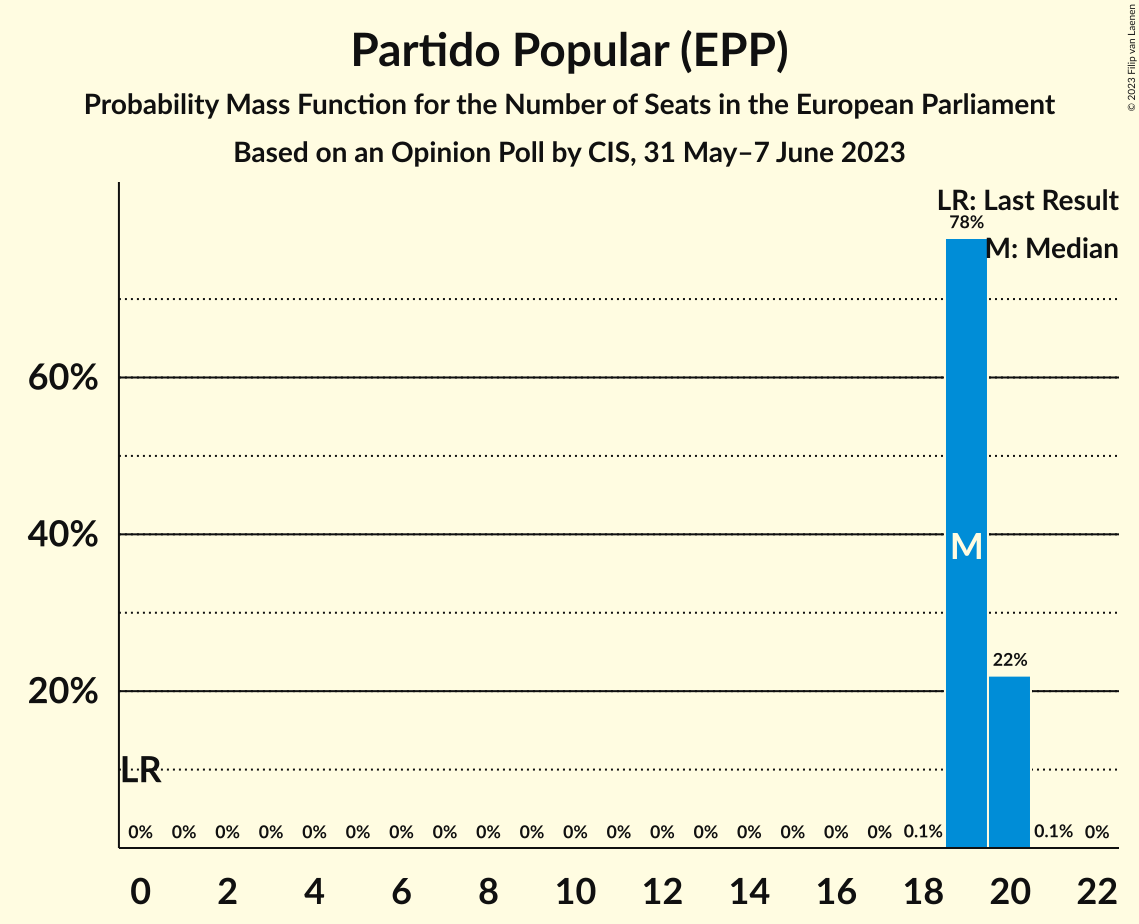 Partido Popular (EPP)
Probability Mass Function for the Number of Seats in the European Parliament
Based on an Opinion Poll by CIS, 31 May–7 June 2023
© 2023 Filip van Laenen
LR: Last Result
78%
M: Median
60%
40%
M
22%
20%
LR
0% 0% 0% 0% 0% 0% 0% 0% 0% 0% 0% 0% 0% 0% 0% 0% 0% 0% 0.1% 0.1% 0%
0 2 4 6 8 10 12 14 16 18 20 22